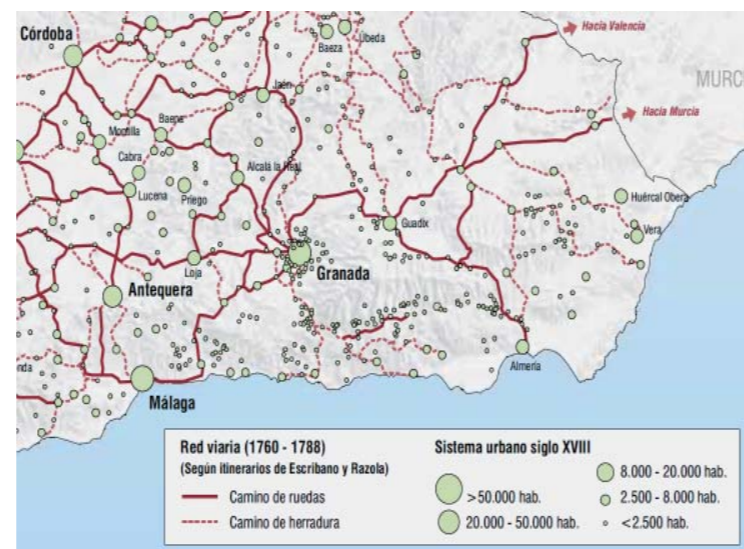 Hacia Valencia
Córdoba
Úbeda
Baeza
MURC
Jaén
Hacia Murcia
Baena
Montilla
Cabra
Alcalá la Real
Lucena
Priego
Huércal Obera
Guadix
Vera
Loja
Granada
Antequera
nda
Almería
Málaga
Red viaria (1760 - 1788)
(Según itinerarios de Escribano y Razola)
Camino de ruedas
Camino de herradura
Sistema urbano siglo XVIII
>50.000 hab.
20.000 - 50.000 hab.
8.000 - 20.000 hab.
2.500 - 8.000 hab.
<2.500 hab.